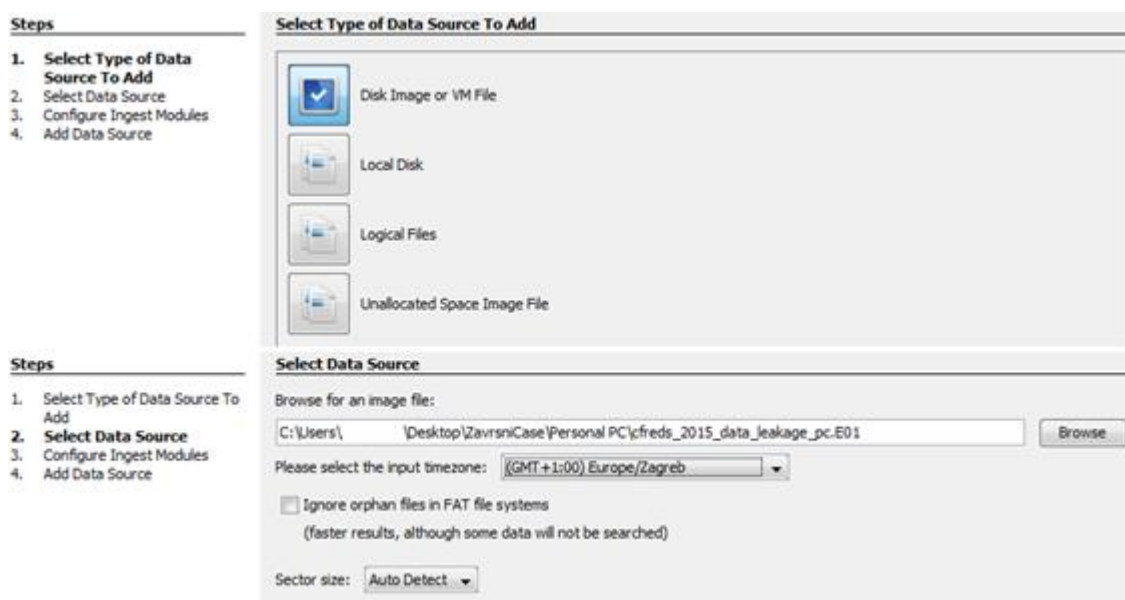 Steps
1. Select Type of Data
Source To Add
2. Select Data Source
3. Configure Ingest Modules
4. Add Data Source
Select Type of Data Source To Add
Disk Image or VM File
Local Disk
Logical Files
Unallocated Space Image File
Steps
1. Select Type of Data Source To
Add
2. Select Data Source
3. Configure Ingest Modules
4. Add Data Source
Select Data Source
Browse for an image file:
C:\Users\ \Desktop\ZavrsniCase\Personal PC\cfreds_2015_data_leakage_pc.E01
Browse
Please select the input timezone: (GMT+1:00) Europe/Zagreb
Ignore orphan files in FAT file systems
(faster results, although some data will not be searched)
Sector size: Auto Detect